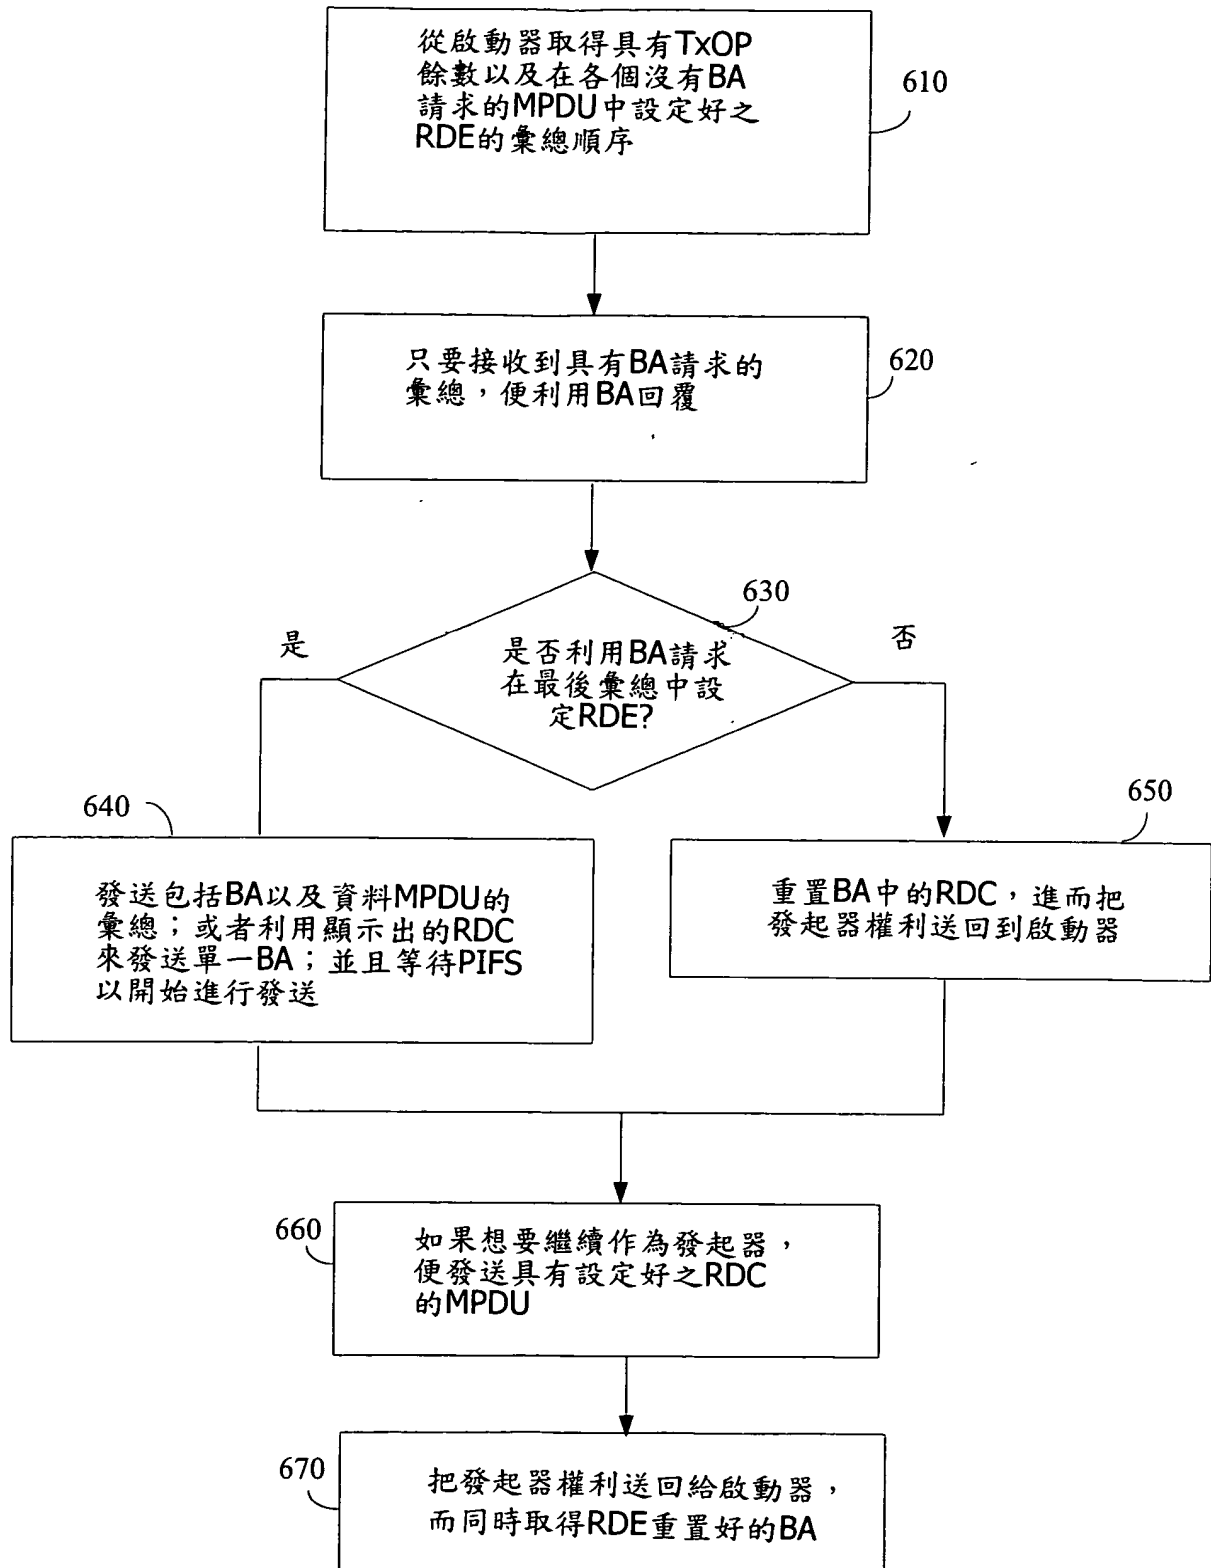 從啟動器取得具有TxOP
餘數以及在各個沒有BA
請求的MPDU中設定好之
RDE的彙總順序
610
只要接收到具有BA請求的
彙總，便利用BA回覆
620
630
是
否
是否利用BA請求
在最後彙總中設
定RDE?
640
650
發送包括BA以及資料MPDU的
彙總；或者利用顯示出的RDC
來發送單一BA；並且等待PIFS
以開始進行發送
重置BA中的RDC，進而把
發起器權利送回到啟動器
660
如果想要繼續作為發起器，
便發送具有設定好之RDC
的MPDU
670
把發起器權利送回給啟動器，
而同時取得RDE重置好的BA